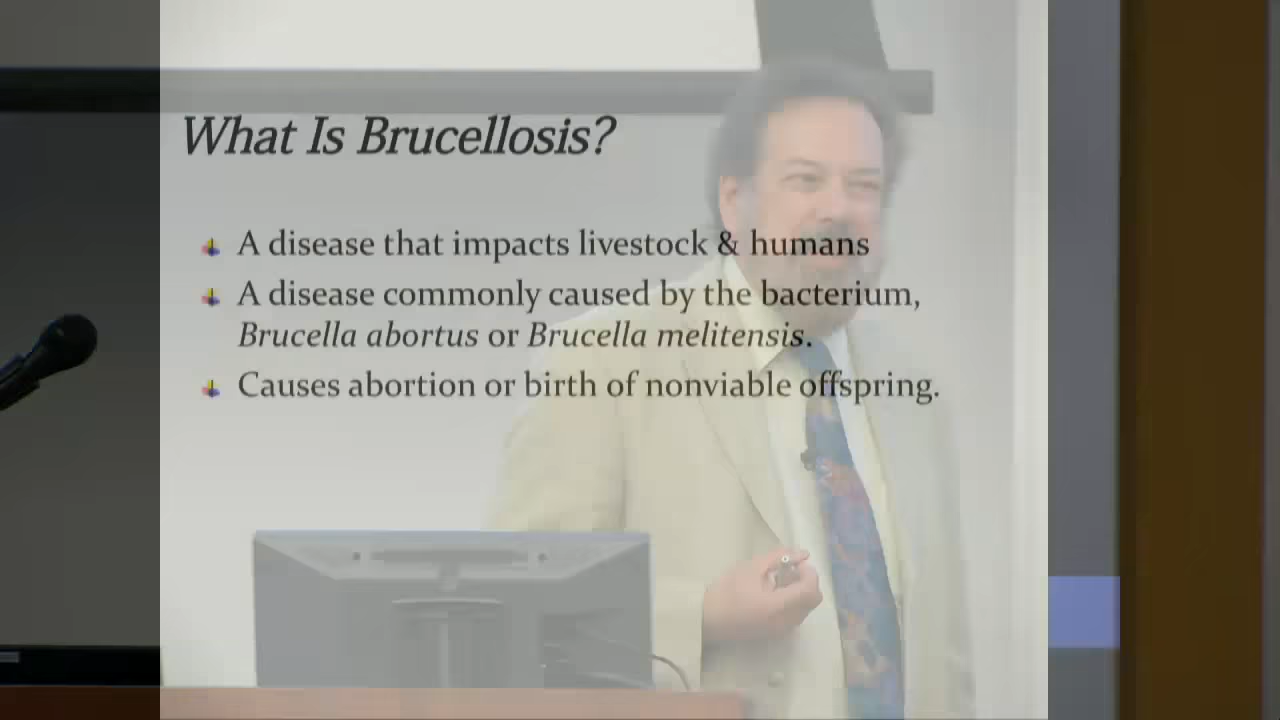 What Is Brucellosis?
A disease that impacts livestock & humans
A disease commonly caused by the bacterium,
Brucella abortus or Brucella melitensis.
Causes abortion or birth of nonviable offspring.